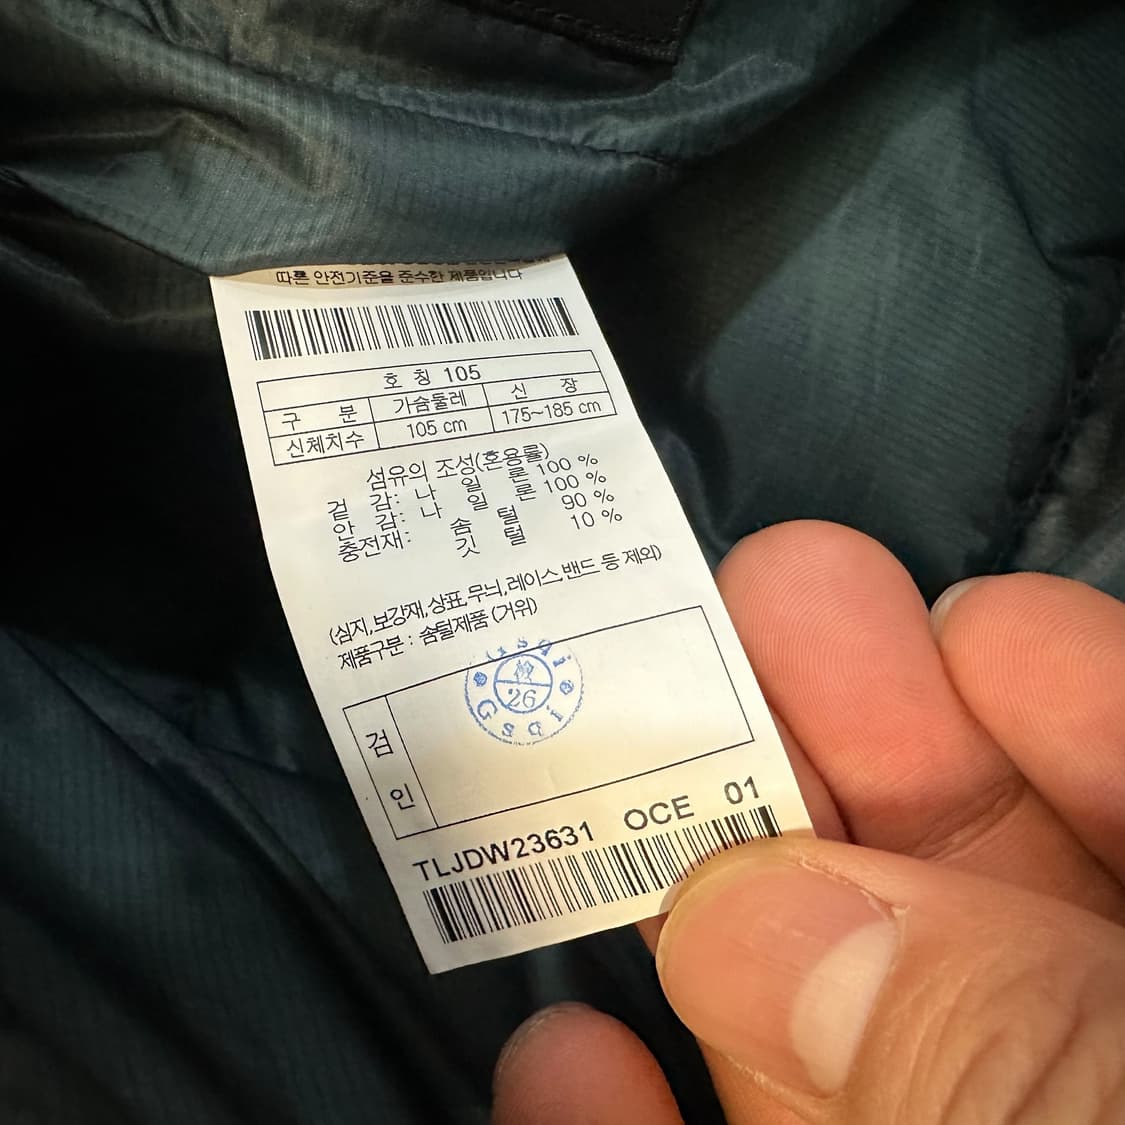 따른 안전기준을 준수한 제품입니다
호 칭 105
구 분 가슴둘레 신 장
신체치수 105 cm 175~185 cm
섬유의 조성(혼용률)
겉 감: 나 일 론 100 %
안 감: 나 일 론 100 %
충전재: 솜 털 90 %
깃 털 10 %
(심지,보강재,상표,무늬,레이스,밴드 등 제외)
제품구분 : 솜털제품 (거위)
26
검
인
TLJDW23631 OCE 01